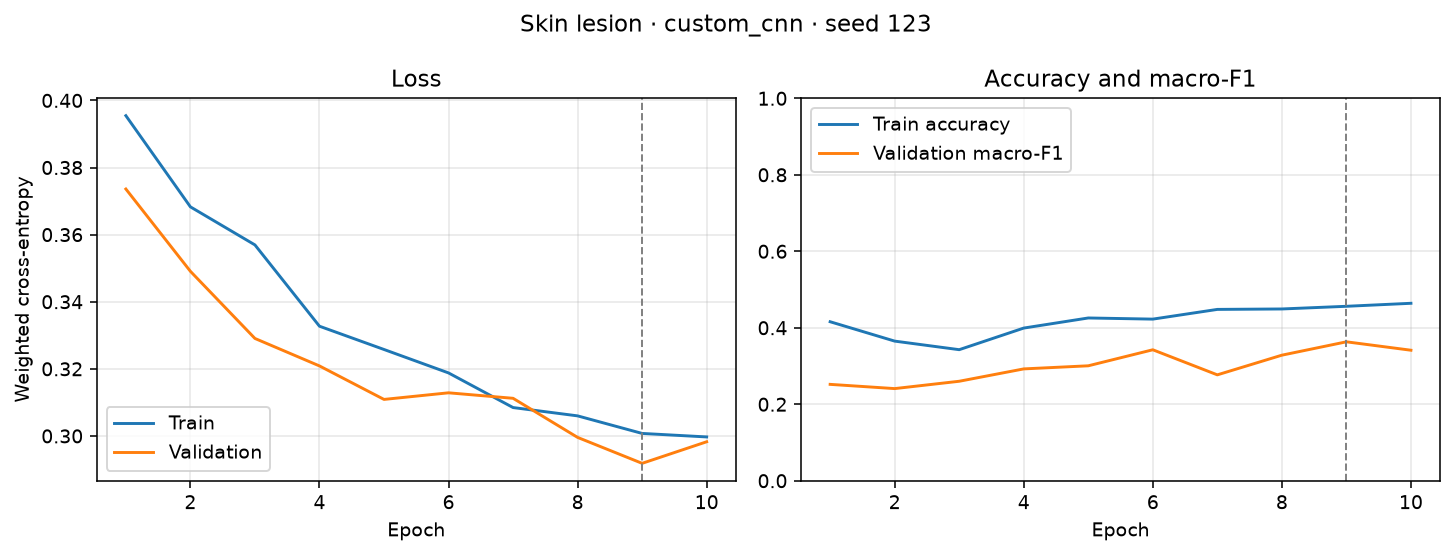 Skin lesion · custom_cnn · seed 123
Loss
Weighted cross-entropy
0.40
0.38
0.36
0.34
0.32
0.30
Train
Validation
2 4 6 8 10
Epoch
Accuracy and macro-F1
1.0
0.8
0.6
0.4
0.2
0.0
Train accuracy
Validation macro-F1
2 4 6 8 10
Epoch